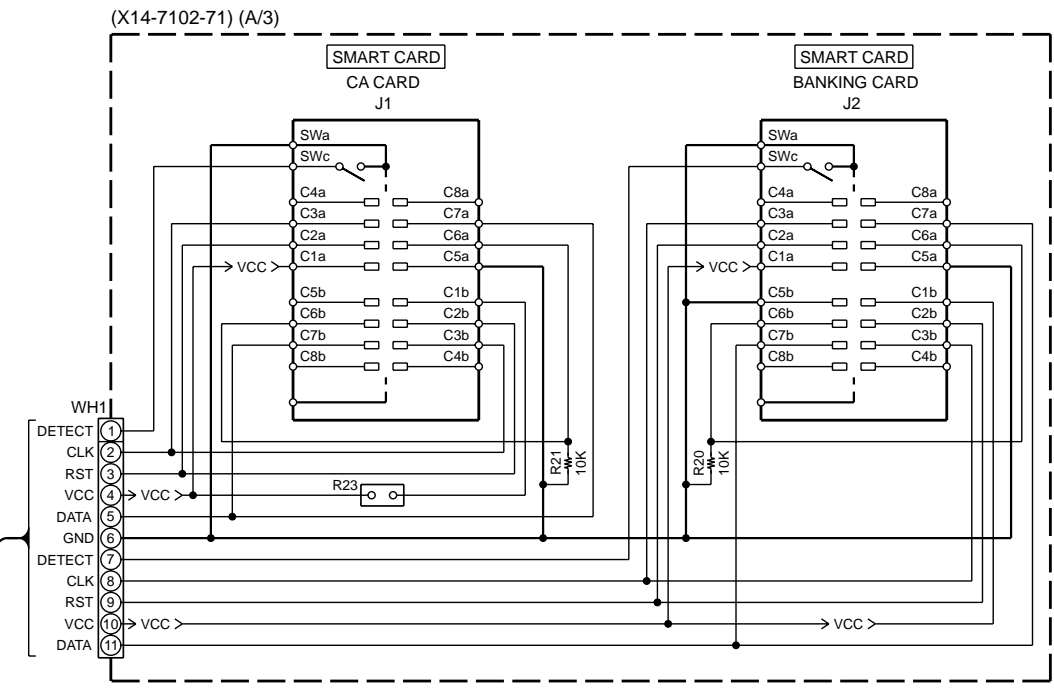 (X14-7102-71) (A/3)
SMART CARD
CA CARD
J1
SWa
SWc
C4a C8a
C3a C7a
C2a C6a
VCC C1a C5a
C5b C1b
C6b C2b
C7b C3b
C8b C4b
SMART CARD
BANKING CARD
J2
SWa
SWc
C4a C8a
C3a C7a
C2a C6a
VCC C1a C5a
C5b C1b
C6b C2b
C7b C3b
C8b C4b
R21
10K
R20
10K
R23
WH1
DETECT 1
CLK 2
RST 3
VCC 4 VCC
DATA 5
GND 6
DETECT 7
CLK 8
RST 9
VCC 10 VCC VCC
DATA 11